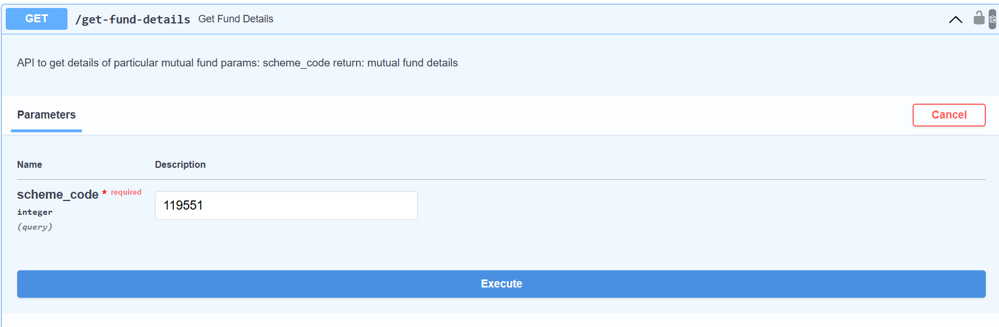 GET /get-fund-details Get Fund Details
API to get details of particular mutual fund params: scheme_code return: mutual fund details
Parameters Cancel
Name Description
scheme_code * required
119551
integer
(query)
Execute